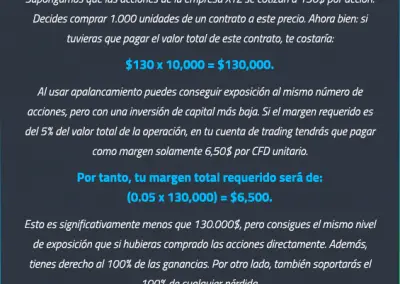 Supongamos que las acciones de la empresa XYZ se cotizan a 130$ por acción.
Decides comprar 1.000 unidades de un contrato a este precio. Ahora bien: si
tuvieras que pagar el valor total de este contrato, te costaría:
$130 x 10,000 = $130,000.
Al usar apalancamiento puedes conseguir exposición al mismo número de
acciones, pero con una inversión de capital más baja. Si el margen requerido es
del 5% del valor total de la operación, en tu cuenta de trading tendrás que pagar
como margen solamente 6,50$ por CFD unitario.
Por tanto, tu margen total requerido será de:
(0.05 x 130,000) = $6,500.
Esto es significativamente menos que 130.000$, pero consigues el mismo nivel
de exposición que si hubieras comprado las acciones directamente. Además,
tienes derecho al 100% de las ganancias. Por otro lado, también soportarás el
100% de cualquier pérdida.